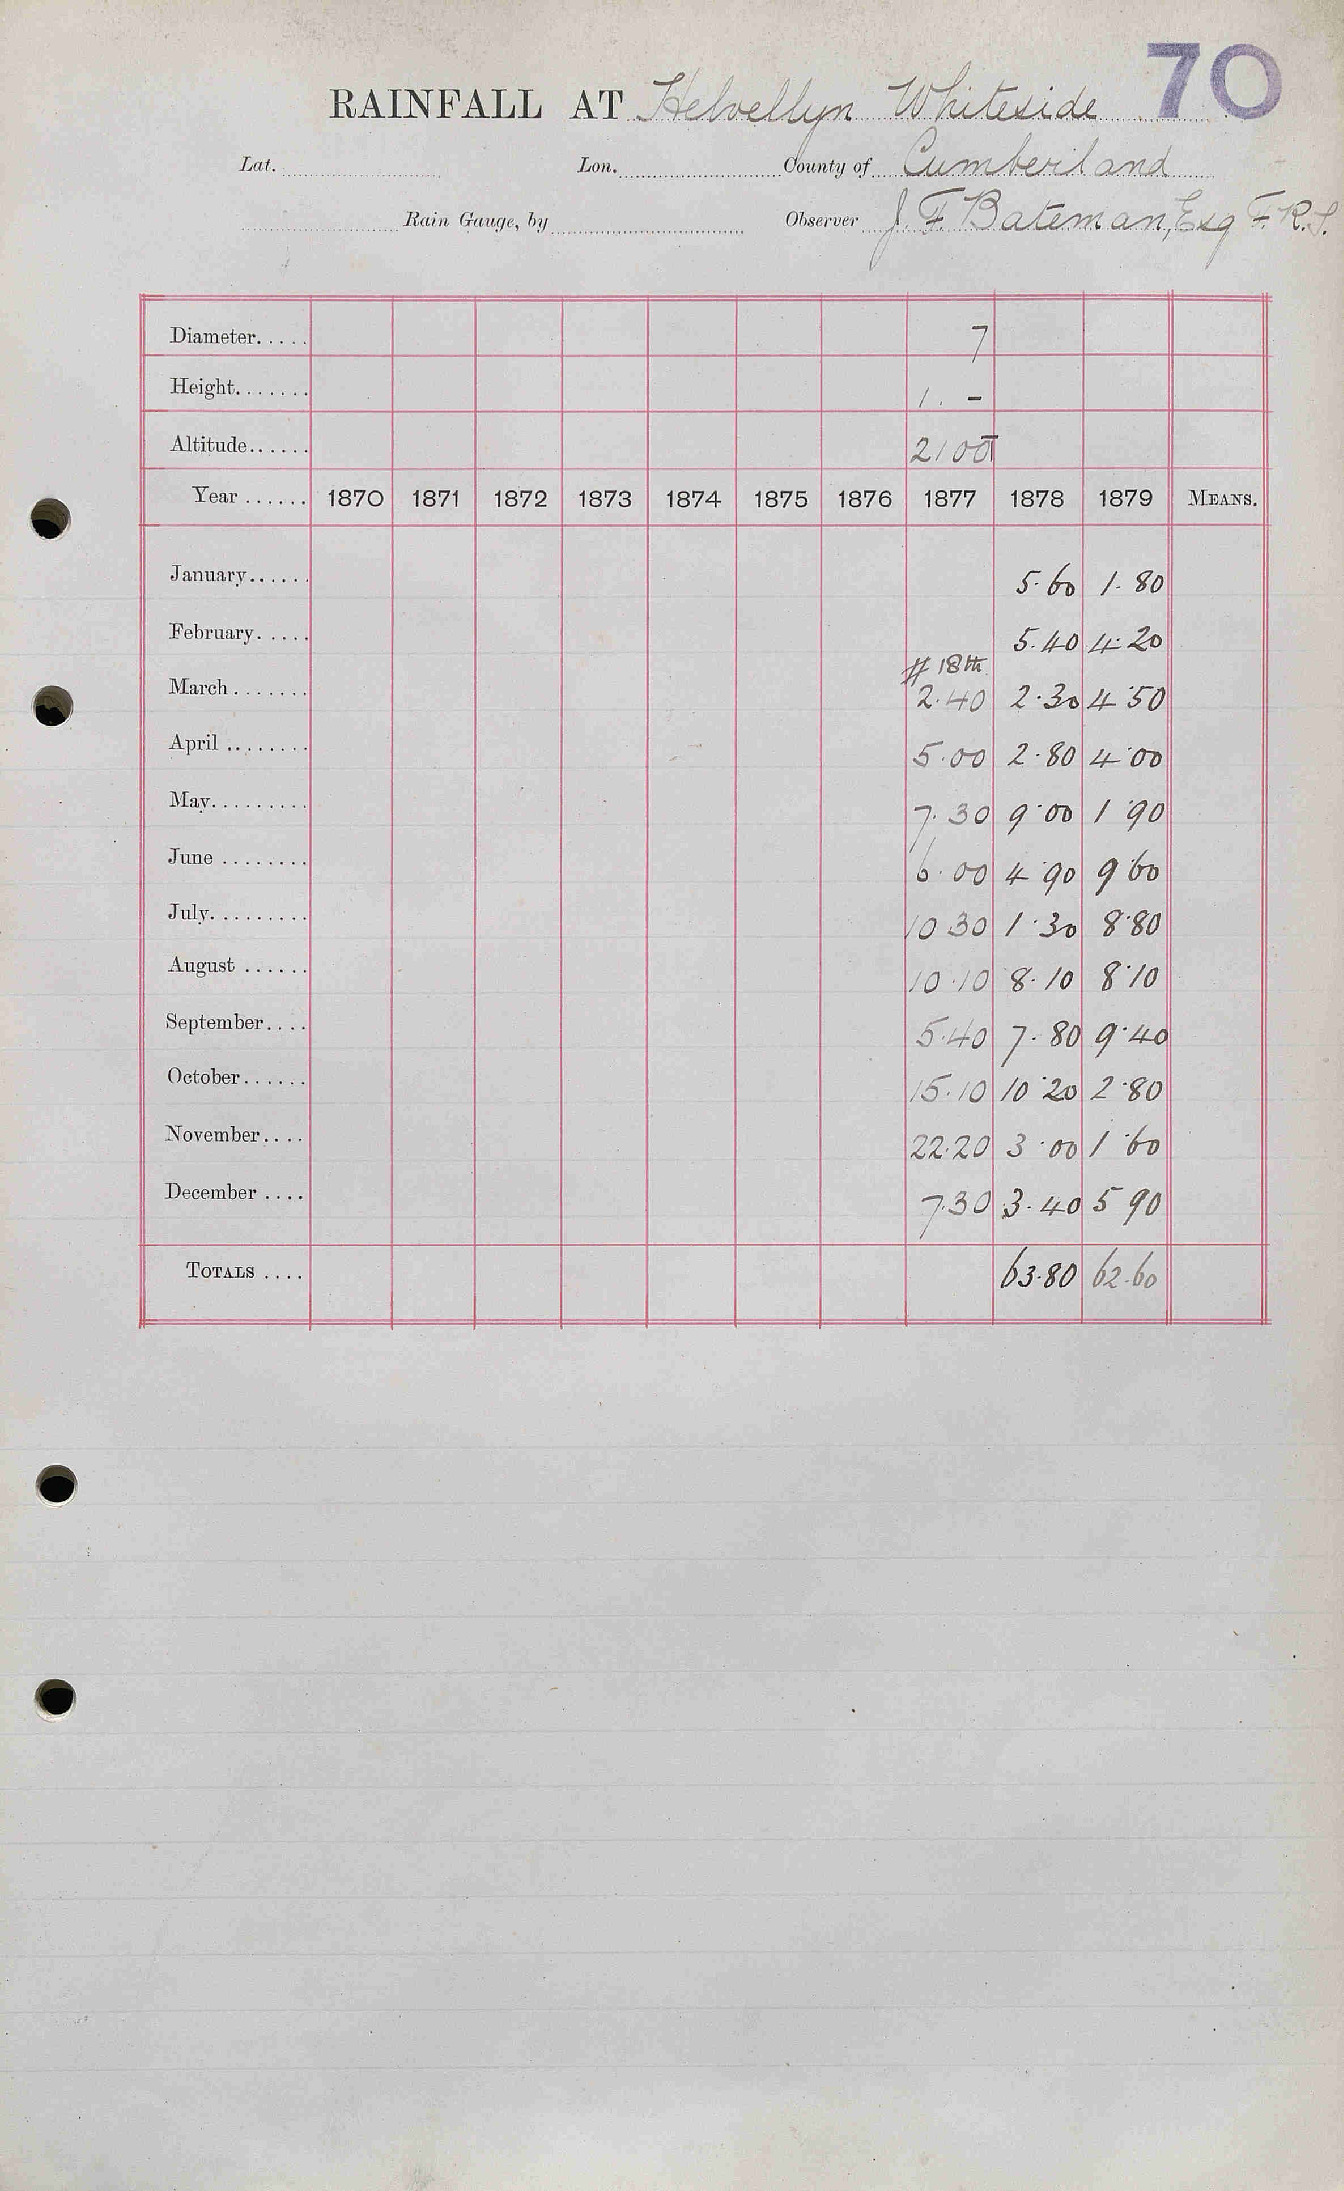 70
RAINFALL AT Helvellyn Whiteside
Lat. Lon. County of Cumberland
Rain Gauge, by Observer J. F. Bateman, Esq F.R.S.
Diameter..... 7
Height....... 1. -
Altitude...... 2100 T
Year ...... 1870 1871 1872 1873 1874 1875 1876 1877 1878 1879 MEANS.
January...... 5.60 1.80
February..... 5.40 4.20
# 18th
March ....... 2.40 2.30 4.50
April ........ 5.00 2.80 4.00
May......... 7.30 9.00 1.90
June ........ 6.00 4.90 9.60
July......... 10.30 1.30 8.80
August ...... 10.10 8.10 8.10
September.... 5.40 7.80 9.40
October...... 15.10 10.20 2.80
November.... 22.20 3.00 1.60
December .... 7.30 3.40 5 90
TOTALS .... 63.80 62.60